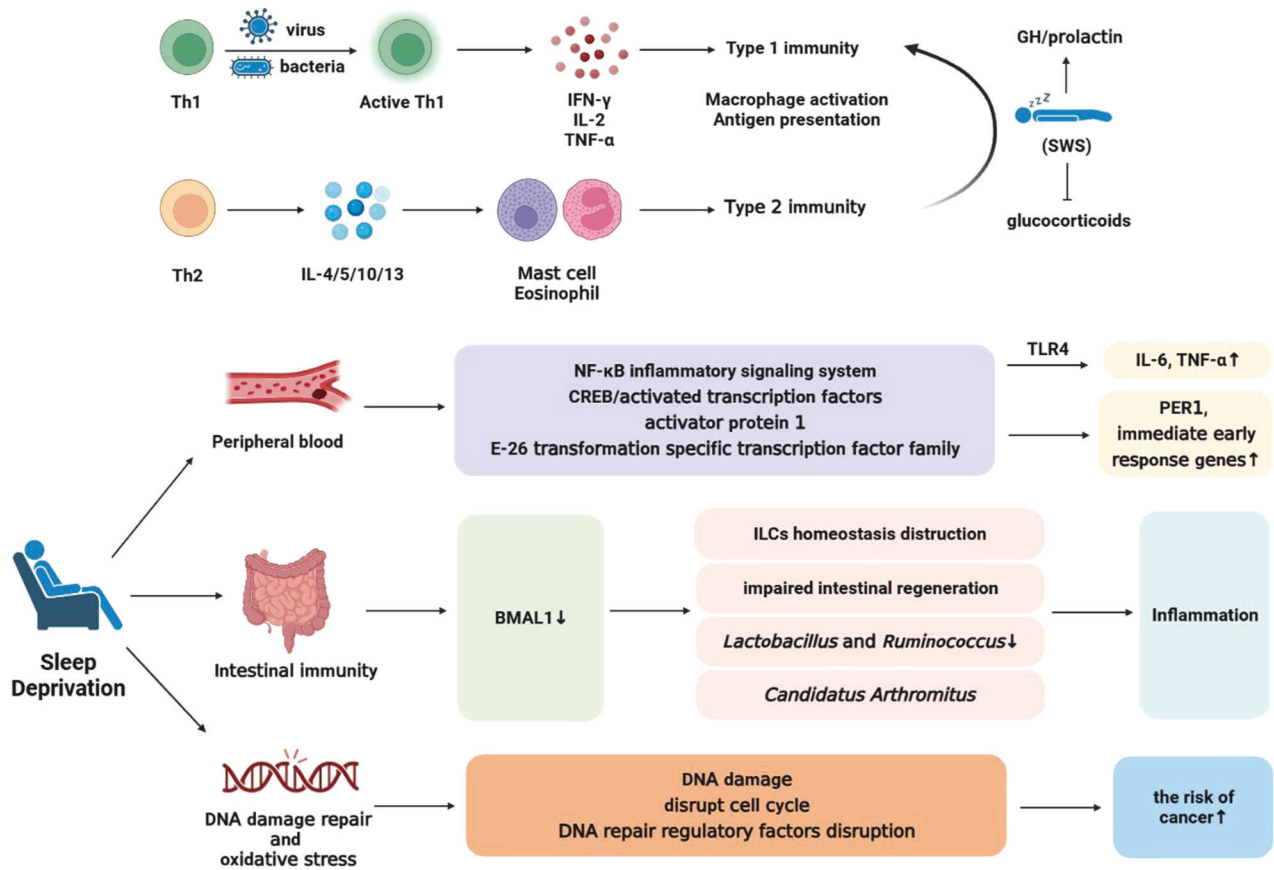 virus
bacteria
Th1
Active Th1
IFN-γ
IL-2
TNF-α
Type 1 immunity
Macrophage activation
Antigen presentation
GH/prolactin
zzz
(SWS)
glucocorticoids
Th2
IL-4/5/10/13
Mast cell
Eosinophil
Type 2 immunity
Sleep
Deprivation
Peripheral blood
NF-κB inflammatory signaling system
CREB/activated transcription factors
activator protein 1
E-26 transformation specific transcription factor family
TLR4
IL-6, TNF-α↑
PER1,
immediate early
response genes↑
Intestinal immunity
BMAL1↓
ILCs homeostasis distruction
impaired intestinal regeneration
Lactobacillus and Ruminococcus↓
Candidatus Arthromitus
Inflammation
DNA damage repair
and
oxidative stress
DNA damage
disrupt cell cycle
DNA repair regulatory factors disruption
the risk of
cancer↑